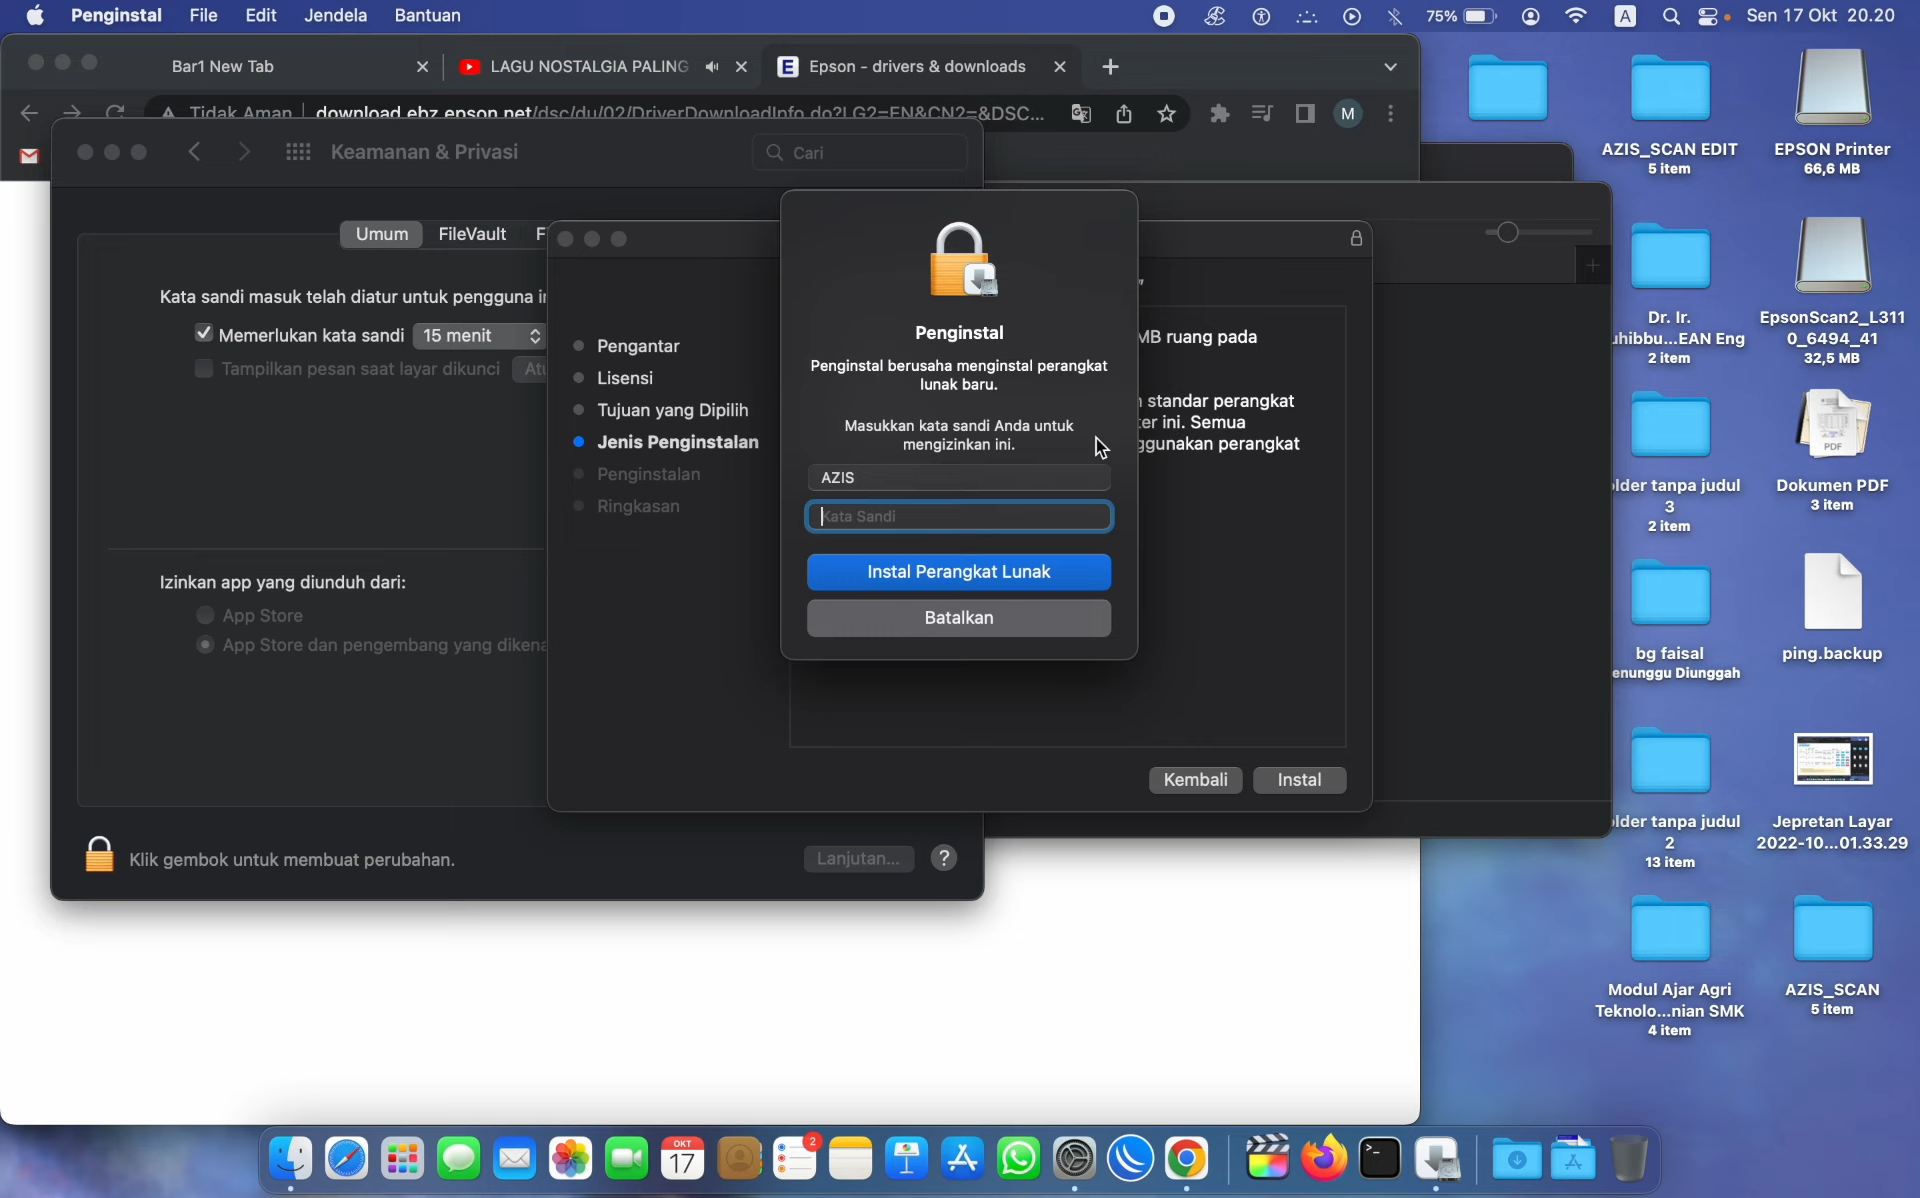 Penginstal File Edit Jendela Bantuan
75% A Sen 17 Okt 20.20
Bar1 New Tab
LAGU NOSTALGIA PALING
Epson - drivers & downloads
Tidak Aman download.ebz.epson.net/dsc/du/02/DriverDownloadInfo.do?LG2=EN&CN2=&DSC...
M
Keamanan & Privasi
Cari
Umum FileVault F
Kata sandi masuk telah diatur untuk pengguna
Memerlukan kata sandi 15 menit
Tampilkan pesan saat layar dikunci
Izinkan app yang diunduh dari:
App Store
App Store dan pengembang yang
Klik gembok untuk membuat perubahan.
Lanjutan... ?
Pengantar
Lisensi
Tujuan yang Dipilih
Jenis Penginstalan
Penginstalan
Ringkasan
MB ruang pada
standar perangkat
ini. Semua
perangkat
Kembali Instal
Penginstal
Penginstal berusaha menginstal perangkat
lunak baru.
Masukkan kata sandi Anda untuk
mengizinkan ini.
AZIS
Kata Sandi
Instal Perangkat Lunak
Batalkan
AZIS_SCAN EDIT
5 item
EPSON Printer
66,6 MB
Dr. Ir.
uhibbu...EAN Eng
2 item
EpsonScan2_L311
0_6494_41
32,5 MB
older tanpa judul
3
2 item
PDF
Dokumen PDF
3 item
bg faisal
enunggu Diunggah
ping.backup
older tanpa judul
2
13 item
Jepretan Layar
2022-10...01.33.29
Modul Ajar Agri
Teknolo...nian SMK
4 item
AZIS_SCAN
5 item
OKT
17
2